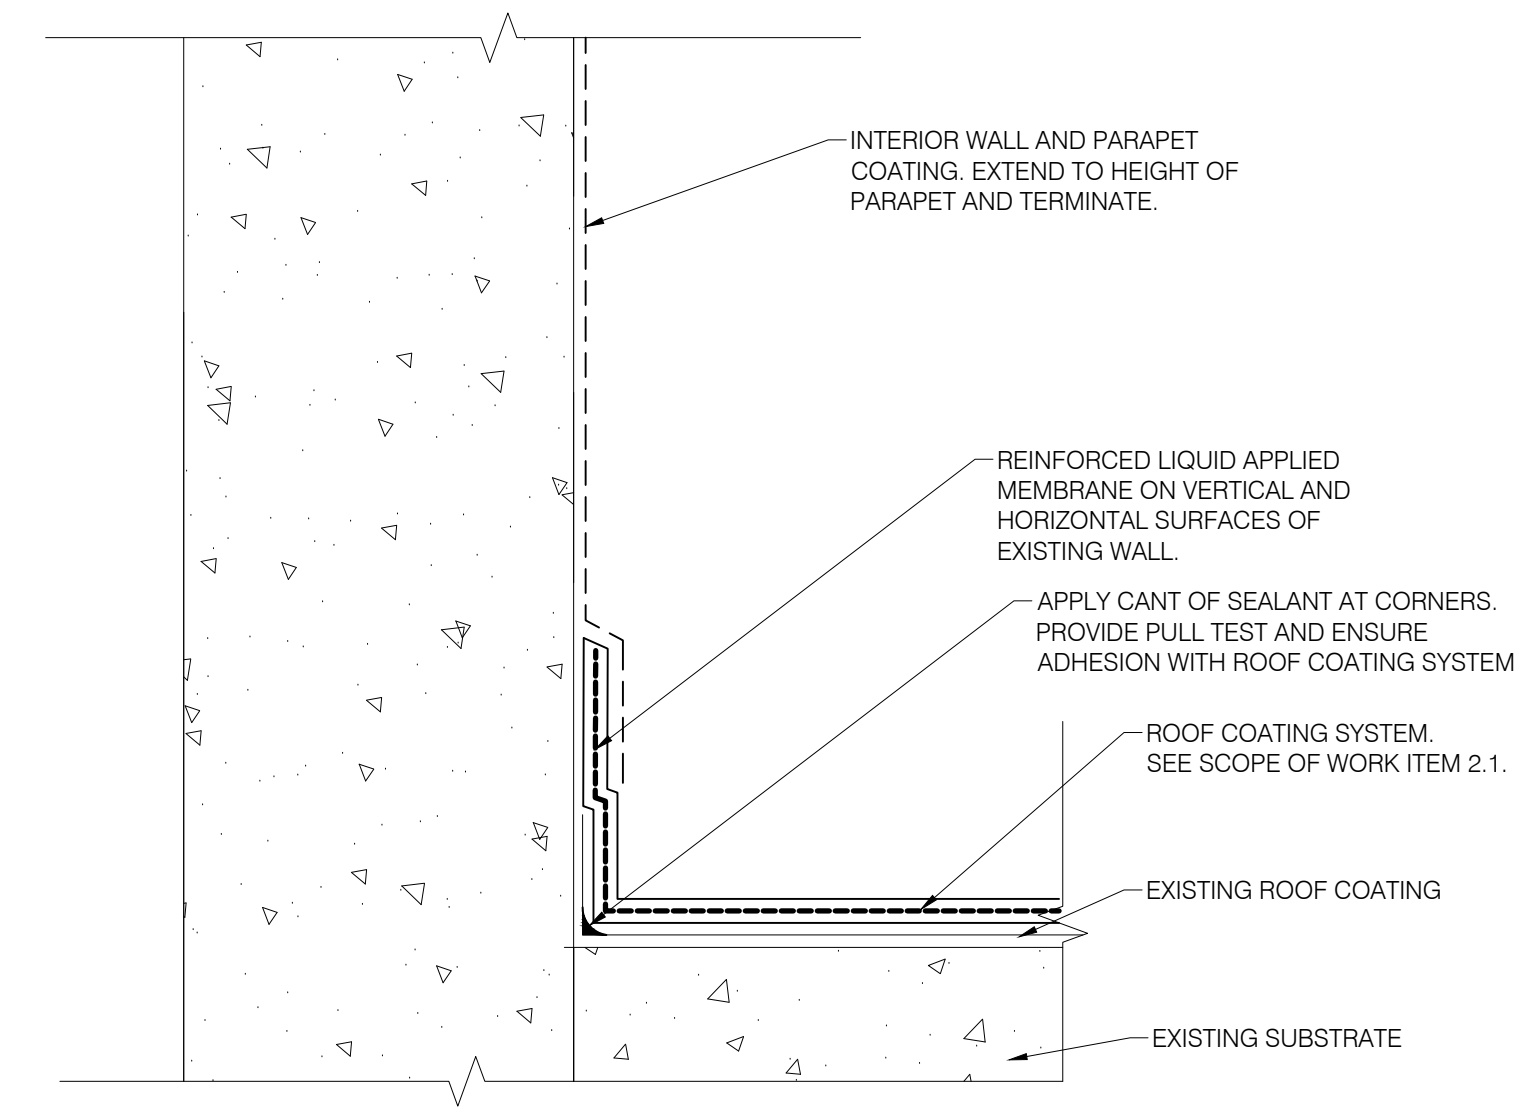 INTERIOR WALL AND PARAPET
COATING. EXTEND TO HEIGHT OF
PARAPET AND TERMINATE.
REINFORCED LIQUID APPLIED
MEMBRANE ON VERTICAL AND
HORIZONTAL SURFACES OF
EXISTING WALL.
APPLY CANT OF SEALANT AT CORNERS.
PROVIDE PULL TEST AND ENSURE
ADHESION WITH ROOF COATING SYSTEM
ROOF COATING SYSTEM.
SEE SCOPE OF WORK ITEM 2.1.
EXISTING ROOF COATING
EXISTING SUBSTRATE